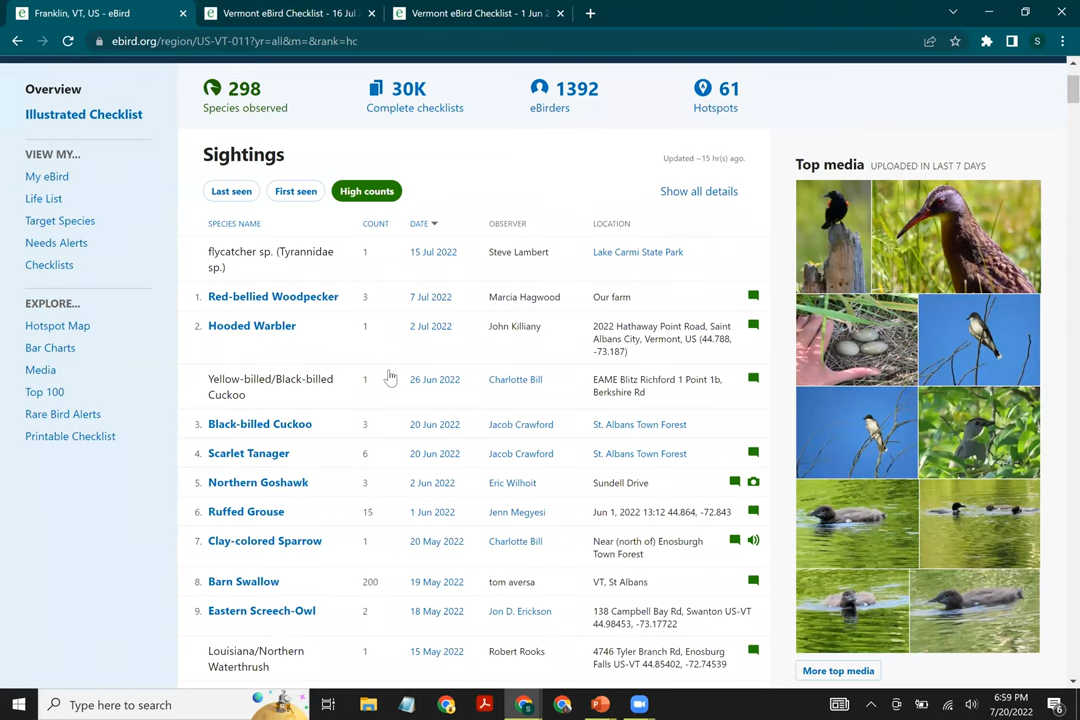 Franklin, VT, US - eBird
Vermont eBird Checklist - 16 Jul
Vermont eBird Checklist - 1 Jun 2
ebird.org/region/US-VT-011?yr=all&m=&rank=hc
S
Overview
Illustrated Checklist
VIEW MY...
My eBird
Life List
Target Species
Needs Alerts
Checklists
EXPLORE...
Hotspot Map
Bar Charts
Media
Top 100
Rare Bird Alerts
Printable Checklist
298
Species observed
30K
Complete checklists
1392
eBirders
61
Hotspots
Sightings
Updated ~15 hr(s) ago.
Last seen First seen High counts Show all details
SPECIES NAME COUNT DATE OBSERVER LOCATION
flycatcher sp. (Tyrannidae 1 15 Jul 2022 Steve Lambert Lake Carmi State Park
sp.)
1. Red-bellied Woodpecker 3 7 Jul 2022 Marcia Hagwood Our farm
2. Hooded Warbler 1 2 Jul 2022 John Killiany 2022 Hathaway Point Road, Saint
Albans City, Vermont, US (44.788,
-73.187)
Yellow-billed/Black-billed 1 26 Jun 2022 Charlotte Bill EAME Blitz Richford 1 Point 1b,
Cuckoo Berkshire Rd
3. Black-billed Cuckoo 3 20 Jun 2022 Jacob Crawford St. Albans Town Forest
4. Scarlet Tanager 6 20 Jun 2022 Jacob Crawford St. Albans Town Forest
5. Northern Goshawk 3 2 Jun 2022 Eric Wilhoit Sundell Drive
6. Ruffed Grouse 15 1 Jun 2022 Jenn Megyesi Jun 1, 2022 13:12 44.864, -72.843
7. Clay-colored Sparrow 1 20 May 2022 Charlotte Bill Near (north of) Enosburgh
Town Forest
8. Barn Swallow 200 19 May 2022 tom aversa VT, St Albans
9. Eastern Screech-Owl 2 18 May 2022 Jon D. Erickson 138 Campbell Bay Rd, Swanton US-VT
44.98453, -73.17722
Louisiana/Northern 1 15 May 2022 Robert Rooks 4746 Tyler Branch Rd, Enosburg
Waterthrush Falls US-VT 44.85402, -72.74539
Top media UPLOADED IN LAST 7 DAYS
More top media
Type here to search
6:59 PM
7/20/2022
6